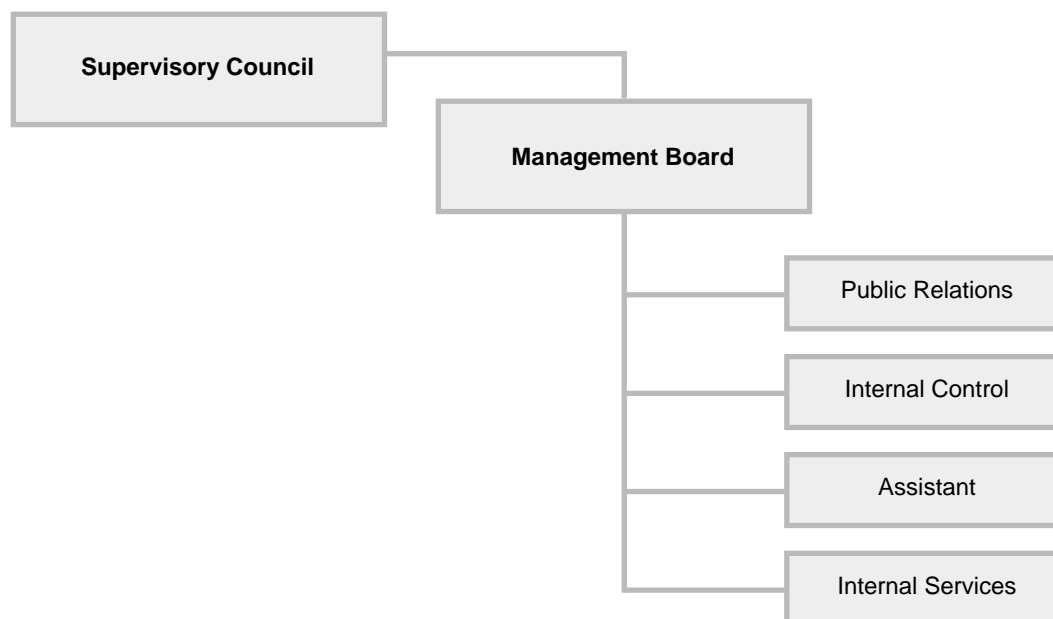 Supervisory Council
Management Board
Public Relations
Internal Control
Assistant
Internal Services